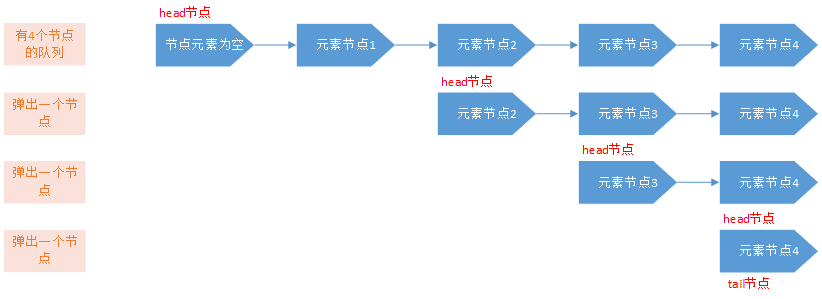 head节点
有4个节点
的队列
节点元素为空
元素节点1
元素节点2
元素节点3
元素节点4
head节点
弹出一个节
点
元素节点2
元素节点3
元素节点4
head节点
弹出一个节
点
元素节点3
元素节点4
head节点
弹出一个节
点
元素节点4
tail节点